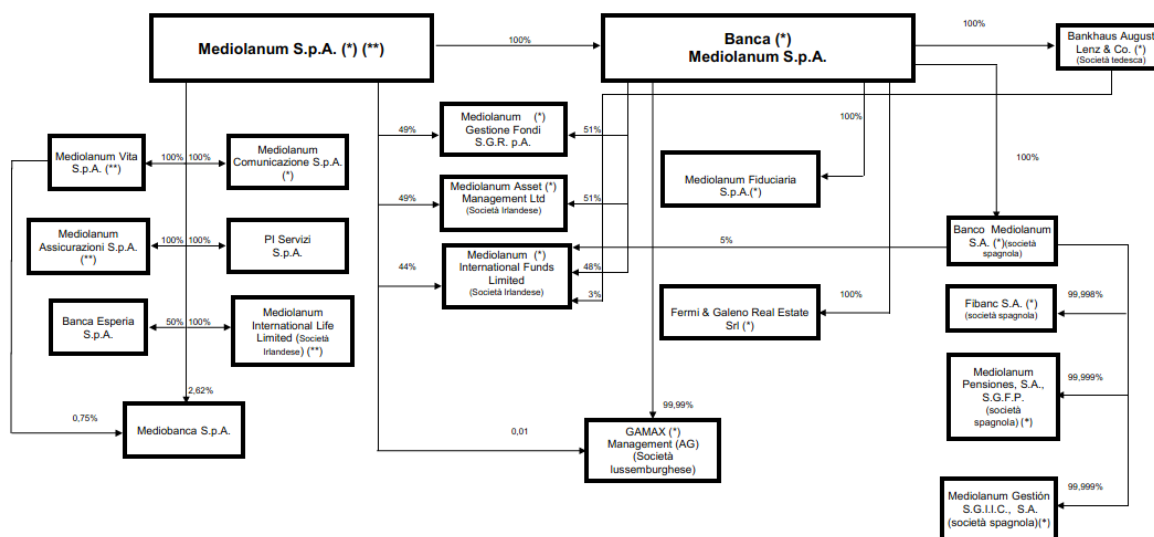 Mediolanum S.p.A. (*) (**)
100%
Banca (*)
Mediolanum S.p.A.
100%
Bankhaus August
Lenz & Co. (*)
(Società tedesca)
49%
Mediolanum (*)
Gestione Fondi
S.G.R. p.A.
51%
100%
Mediolanum Vita
S.p.A. (**)
100%
100%
Mediolanum
Comunicazione S.p.A.
(*)
49%
Mediolanum Asset (*)
Management Ltd
(Società Irlandese)
51%
Mediolanum Fiduciaria
S.p.A.(*)
100%
Mediolanum
Assicurazioni S.p.A.
(**)
100%
100%
PI Servizi
S.p.A.
44%
Mediolanum (*)
International Funds
Limited
(Società Irlandese)
48%
3%
5%
Banco Mediolanum
S.A. (*)(società
spagnola)
Banca Esperia
S.p.A.
50%
100%
Mediolanum
International Life
Limited (Società
Irlandese) (**)
Fermi & Galeno Real Estate
Srl (*)
100%
Fibanc S.A. (*)
(società spagnola)
99,998%
0,75%
2,62%
Mediobanca S.p.A.
0,01
99,99%
GAMAX (*)
Management (AG)
(Società
lussemburghese)
Mediolanum
Pensiones, S.A.,
S.G.F.P.
(società
spagnola) (*)
99,999%
Mediolanum Gestión
S.G.I.I.C., S.A.
(società spagnola)(*)
99,999%